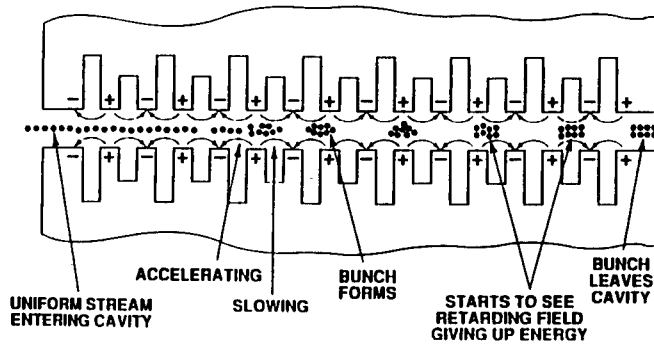 − + − + − + − + − + − + − + − +
− + − + − + − + − + − + − + − +
ACCELERATING
SLOWING
BUNCH
FORMS
UNIFORM STREAM
ENTERING CAVITY
STARTS TO SEE
RETARDING FIELD
GIVING UP ENERGY
BUNCH
LEAVES
CAVITY